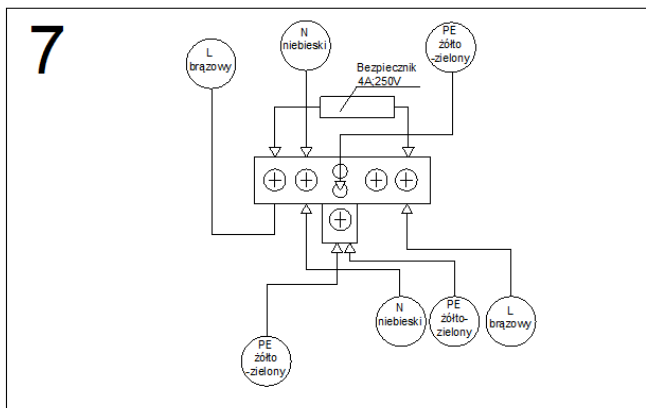 7
L
brązowy
N
niebieski
PE
żółto
-zielony
Bezpiecznik
4A;250V
PE
żółto
-zielony
N
niebieski
PE
żółto-
zielony
L
brązowy